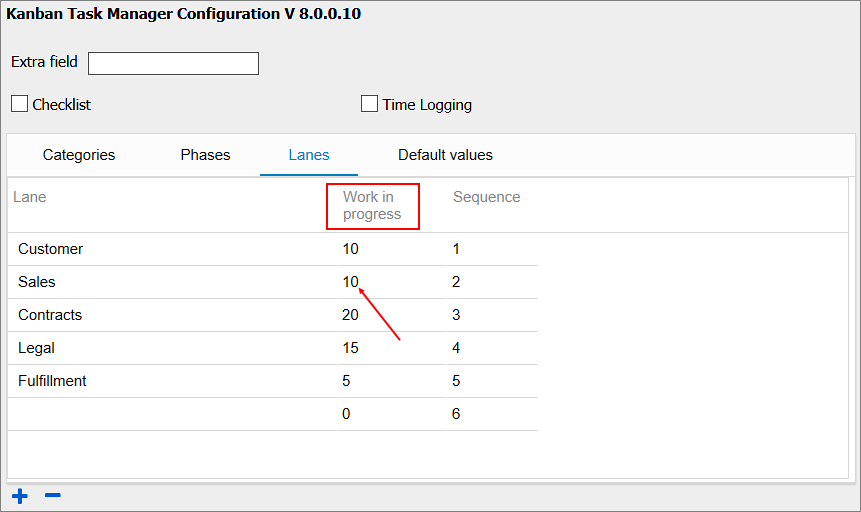 Kanban Task Manager Configuration V 8.0.0.10
Extra field
Checklist Time Logging
Categories Phases Lanes Default values
Lane Work in progress Sequence
Customer 10 1
Sales 10 2
Contracts 20 3
Legal 15 4
Fulfillment 5 5
0 6